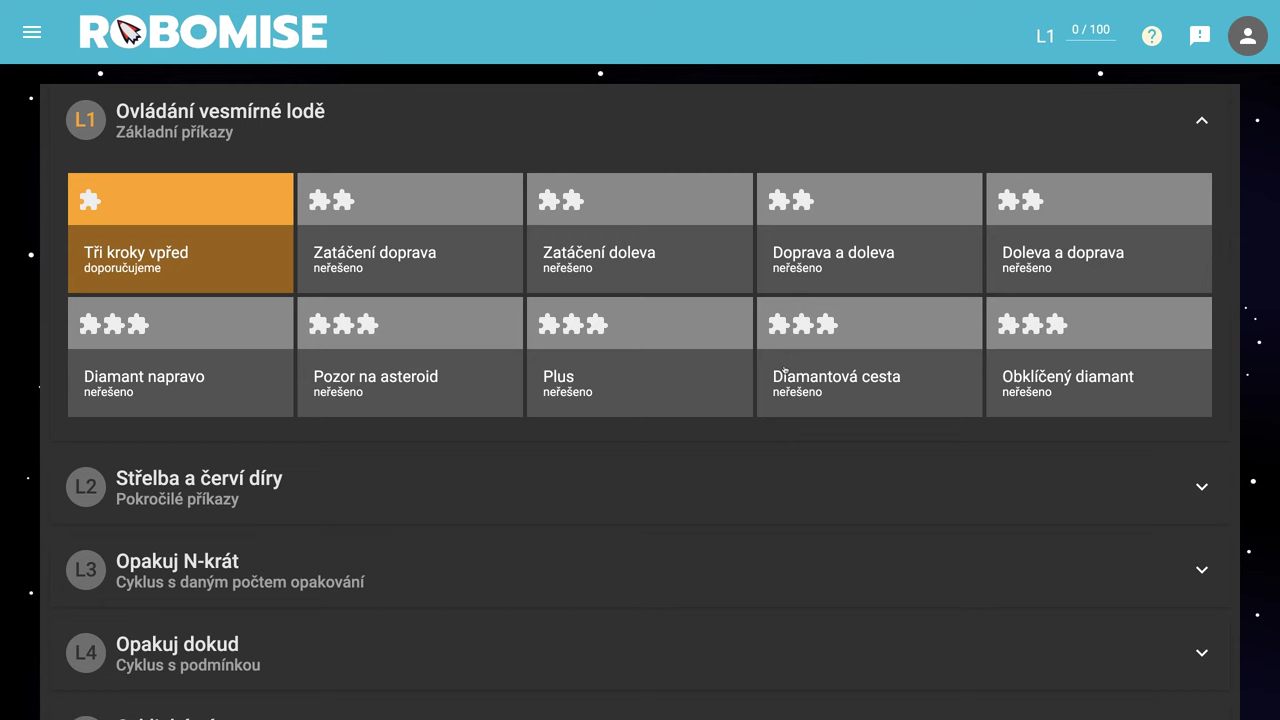 ROBOMISE
L1 0 / 100
L1 Ovládání vesmírné lodě
Základní příkazy
Tři kroky vpřed
doporučujeme
Zatáčení doprava
neřešeno
Zatáčení doleva
neřešeno
Doprava a doleva
neřešeno
Doleva a doprava
neřešeno
Diamant napravo
neřešeno
Pozor na asteroid
neřešeno
Plus
neřešeno
Diamantová cesta
neřešeno
Obklíčený diamant
neřešeno
L2 Střelba a červí díry
Pokročilé příkazy
L3 Opakuj N-krát
Cyklus s daným počtem opakování
L4 Opakuj dokud
Cyklus s podmínkou